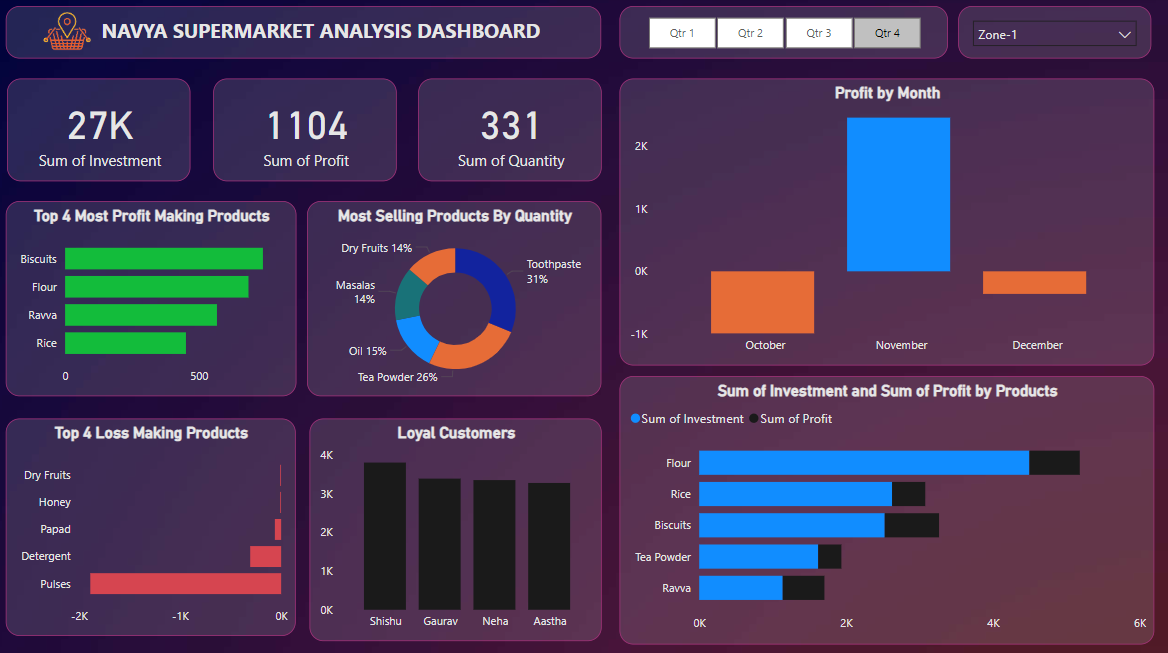 NAVYA SUPERMARKET ANALYSIS DASHBOARD
Qtr 1
Qtr 2
Qtr 3
Qtr 4
Zone-1
27K
Sum of Investment
1104
Sum of Profit
331
Sum of Quantity
Profit by Month
2K
1K
0K
-1K
October
November
December
Top 4 Most Profit Making Products
Biscuits
Flour
Ravva
Rice
0
500
Most Selling Products By Quantity
Dry Fruits 14%
Toothpaste
31%
Masalas
14%
Oil 15%
Tea Powder 26%
Top 4 Loss Making Products
Dry Fruits
Honey
Papad
Detergent
Pulses
-2K
-1K
0K
Loyal Customers
4K
3K
2K
1K
0K
Shishu
Gaurav
Neha
Aastha
Sum of Investment and Sum of Profit by Products
Sum of Investment
Sum of Profit
Flour
Rice
Biscuits
Tea Powder
Ravva
0K
2K
4K
6K